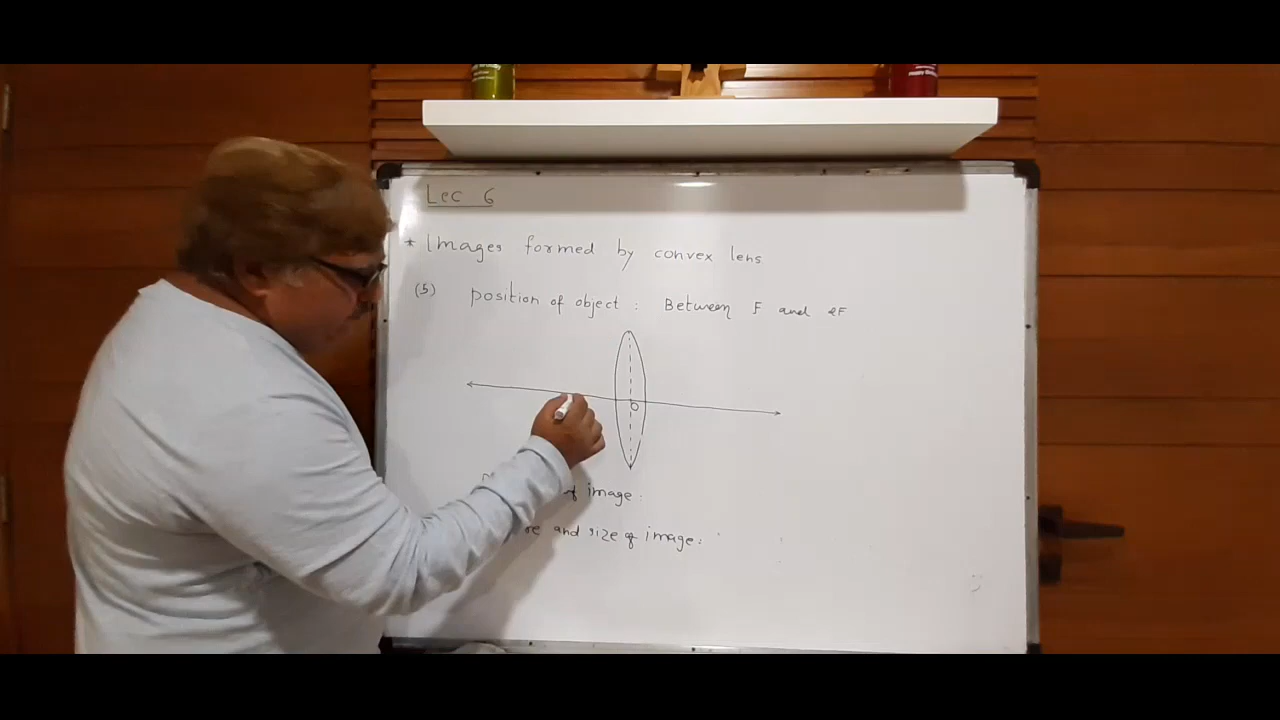 Lec 6
* Images formed by convex lens
(5) position of object : Between F and 2F
O
of image :
and size of image :